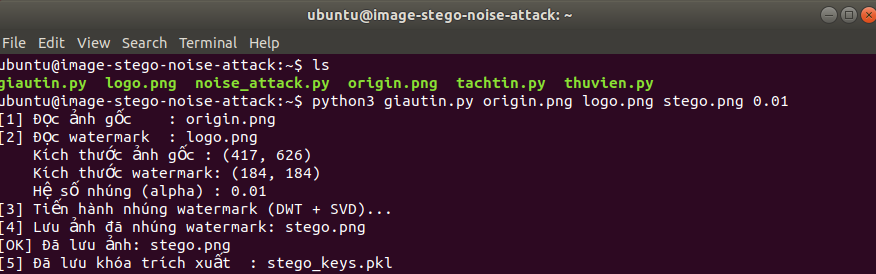 ubuntu@image-stego-noise-attack: ~
File Edit View Search Terminal Help
ubuntu@image-stego-noise-attack:~$ ls
giautin.py logo.png noise_attack.py origin.png tachtin.py thuvien.py
ubuntu@image-stego-noise-attack:~$ python3 giautin.py origin.png logo.png stego.png 0.01
[1] Đọc ảnh gốc : origin.png
[2] Đọc watermark : logo.png
Kích thước ảnh gốc : (417, 626)
Kích thước watermark: (184, 184)
Hệ số nhúng (alpha) : 0.01
[3] Tiến hành nhúng watermark (DWT + SVD)...
[4] Lưu ảnh đã nhúng watermark: stego.png
[OK] Đã lưu ảnh: stego.png
[5] Đã lưu khóa trích xuất : stego_keys.pkl